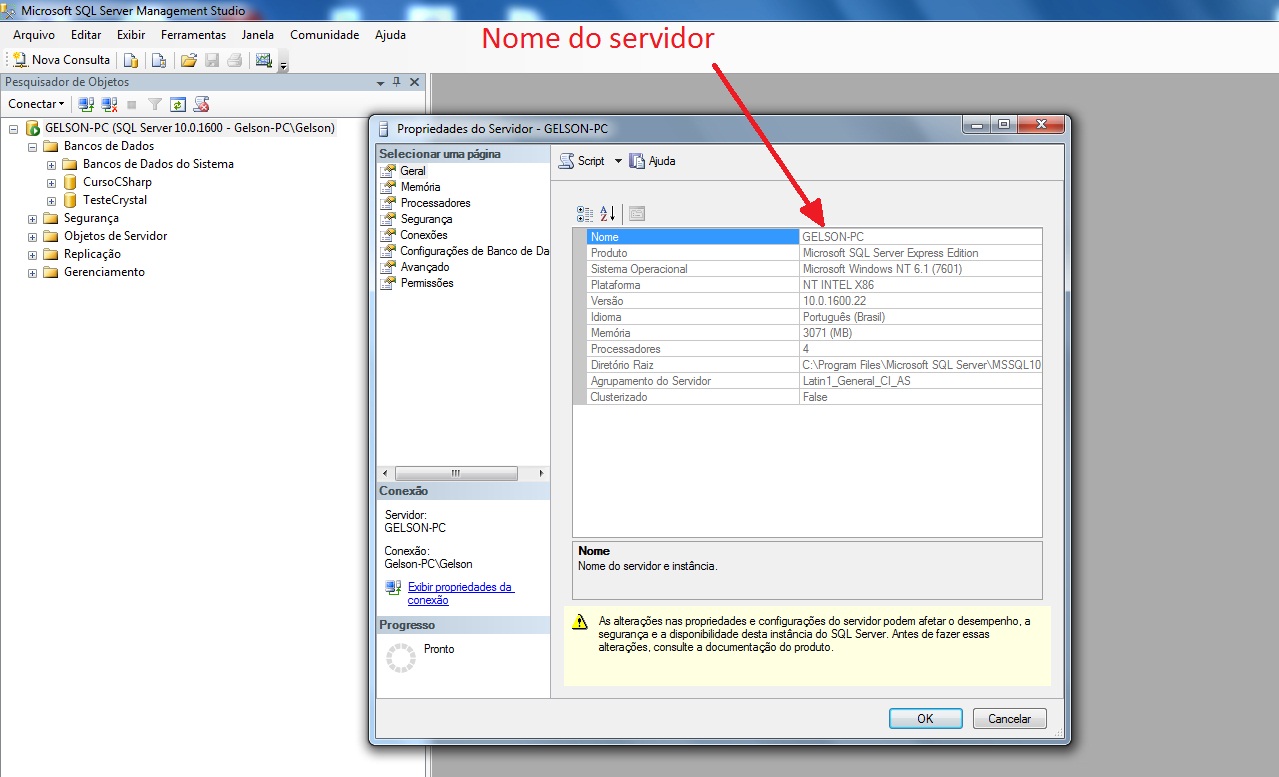 Microsoft SQL Server Management Studio
Arquivo Editar Exibir Ferramentas Janela Comunidade Ajuda
Nome do servidor
Nova Consulta
Pesquisador de Objetos
Conectar
GELSON-PC (SQL Server 10.0.1600 - Gelson-PC\Gelson)
Bancos de Dados
Bancos de Dados do Sistema
CursoCSharp
TesteCrystal
Segurança
Objetos de Servidor
Replicação
Gerenciamento
Propriedades do Servidor - GELSON-PC
Selecionar uma página
Geral
Memória
Processadores
Segurança
Conexões
Configurações de Banco de Da
Avançado
Permissões
Conexão
Servidor:
GELSON-PC
Conexão:
Gelson-PC\Gelson
Exibir propriedades da
conexão
Progresso
Pronto
Script Ajuda
Nome GELSON-PC
Produto Microsoft SQL Server Express Edition
Sistema Operacional Microsoft Windows NT 6.1 (7601)
Plataforma NT INTEL X86
Versão 10.0.1600.22
Idioma Português (Brasil)
Memória 3071 (MB)
Processadores 4
Diretório Raiz C:\Program Files\Microsoft SQL Server\MSSQL10
Agrupamento do Servidor Latin1_General_CI_AS
Clusterizado False
Nome
Nome do servidor e instância.
As alterações nas propriedades e configurações do servidor podem afetar o desempenho, a
segurança e a disponibilidade desta instância do SQL Server. Antes de fazer essas
alterações, consulte a documentação do produto.
OK Cancelar